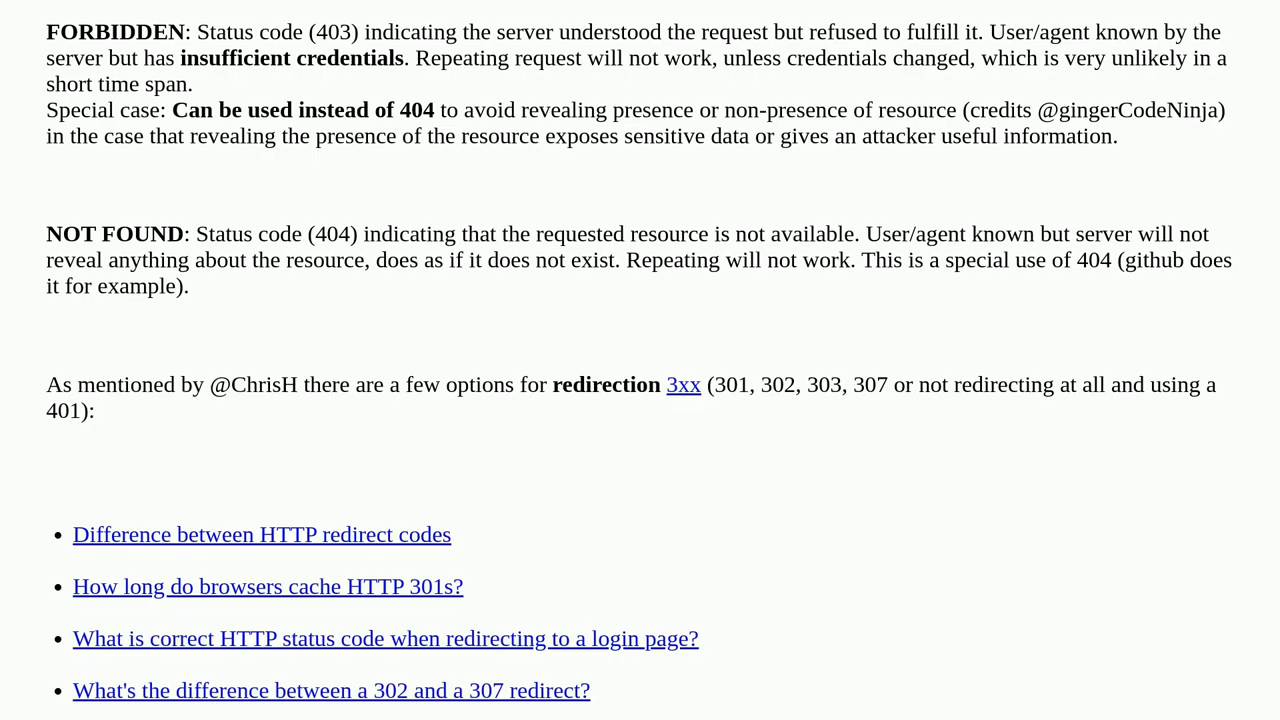 FORBIDDEN: Status code (403) indicating the server understood the request but refused to fulfill it. User/agent known by the
server but has insufficient credentials. Repeating request will not work, unless credentials changed, which is very unlikely in a
short time span.
Special case: Can be used instead of 404 to avoid revealing presence or non-presence of resource (credits @gingerCodeNinja)
in the case that revealing the presence of the resource exposes sensitive data or gives an attacker useful information.
NOT FOUND: Status code (404) indicating that the requested resource is not available. User/agent known but server will not
reveal anything about the resource, does as if it does not exist. Repeating will not work. This is a special use of 404 (github does
it for example).
As mentioned by @ChrisH there are a few options for redirection 3xx (301, 302, 303, 307 or not redirecting at all and using a
401):
• Difference between HTTP redirect codes
• How long do browsers cache HTTP 301s?
• What is correct HTTP status code when redirecting to a login page?
• What's the difference between a 302 and a 307 redirect?